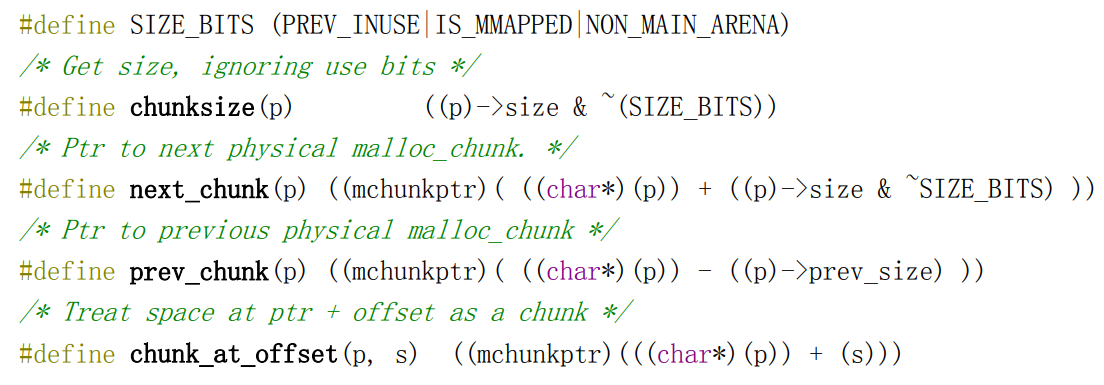 #define SIZE_BITS (PREV_INUSE|IS_MMAPPED|NON_MAIN_ARENA)
/* Get size, ignoring use bits */
#define chunksize(p) ((p)->size & ~(SIZE_BITS))
/* Ptr to next physical malloc_chunk. */
#define next_chunk(p) ((mchunkptr)( ((char*)(p)) + ((p)->size & ~SIZE_BITS) ))
/* Ptr to previous physical malloc_chunk */
#define prev_chunk(p) ((mchunkptr)( ((char*)(p)) - ((p)->prev_size) ))
/* Treat space at ptr + offset as a chunk */
#define chunk_at_offset(p, s) ((mchunkptr)(((char*)(p)) + (s)))